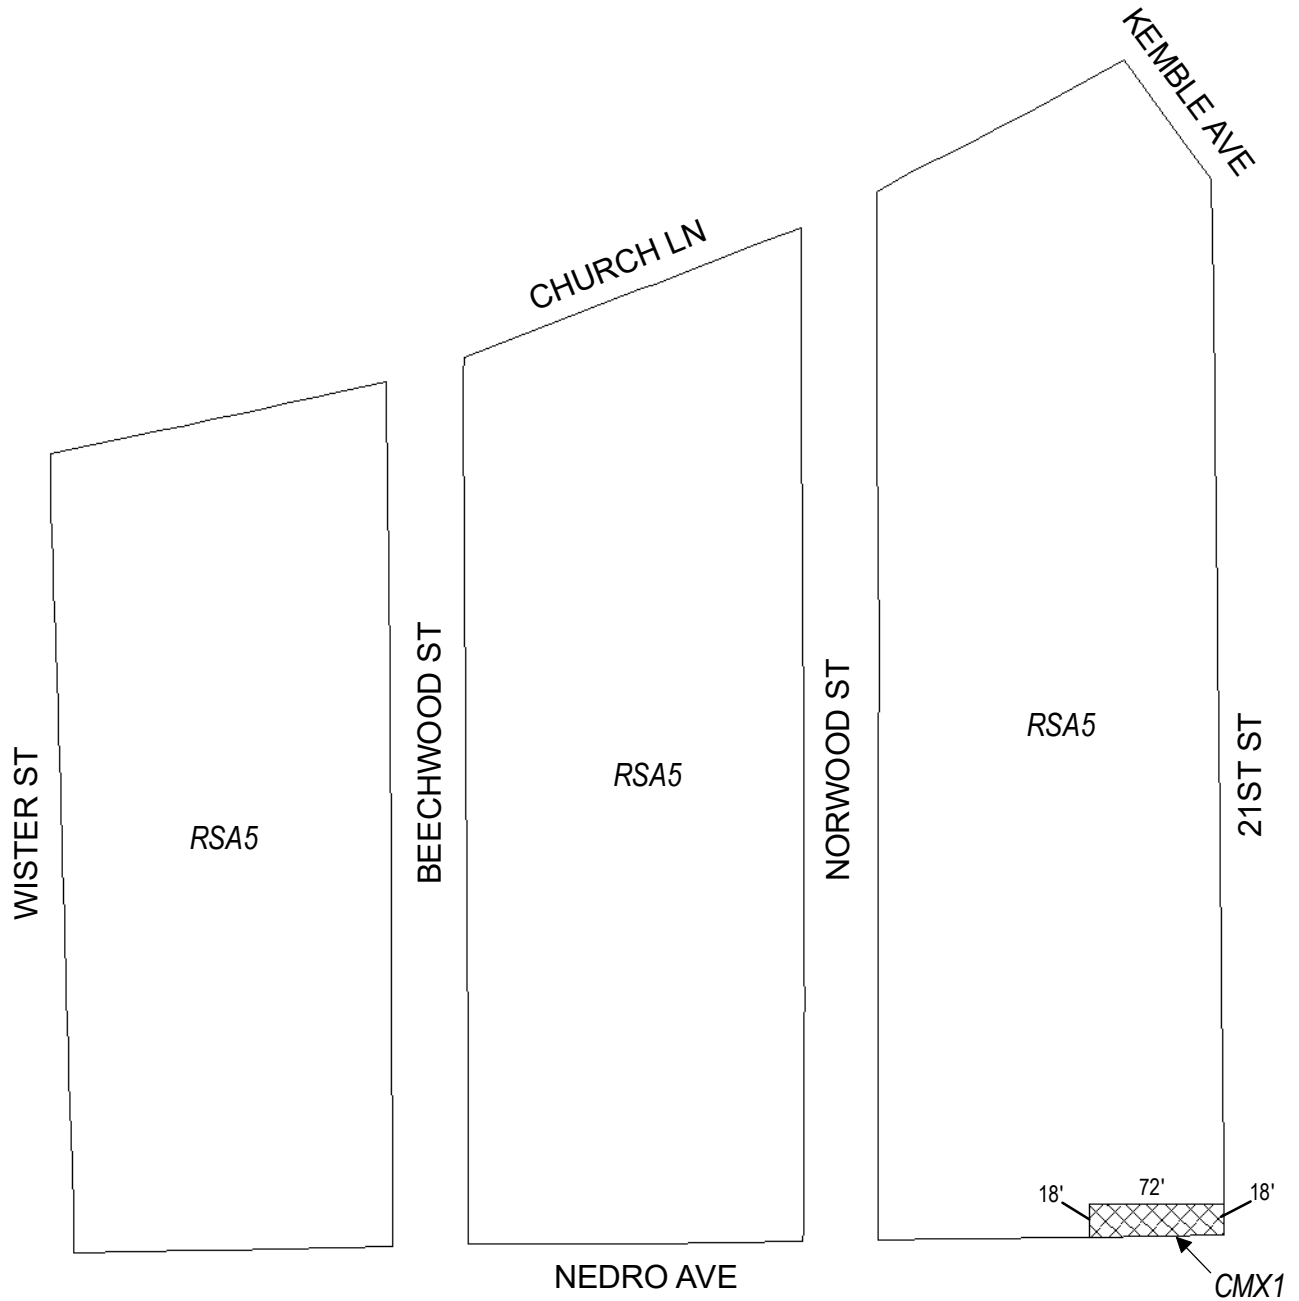 KEMBLE AVE
CHURCH LN
BEECHWOOD ST
NORWOOD ST
RSA5
21ST ST
WISTER ST
RSA5
RSA5
18'
72'
18'
NEDRO AVE
CMX1